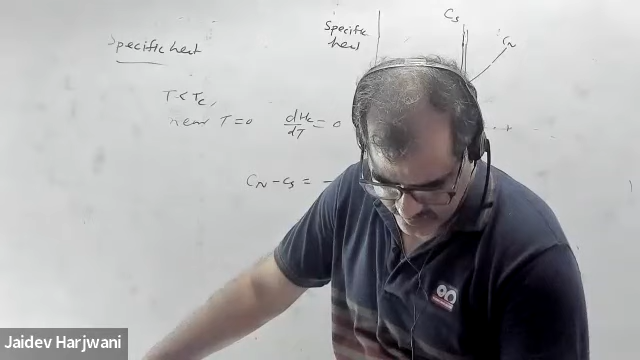 Specific heat
Specific
heat
Cs
CN
T < Tc,
near T=0 dHc/dT = 0
CN - Cs = -
Jaidev Harjwani